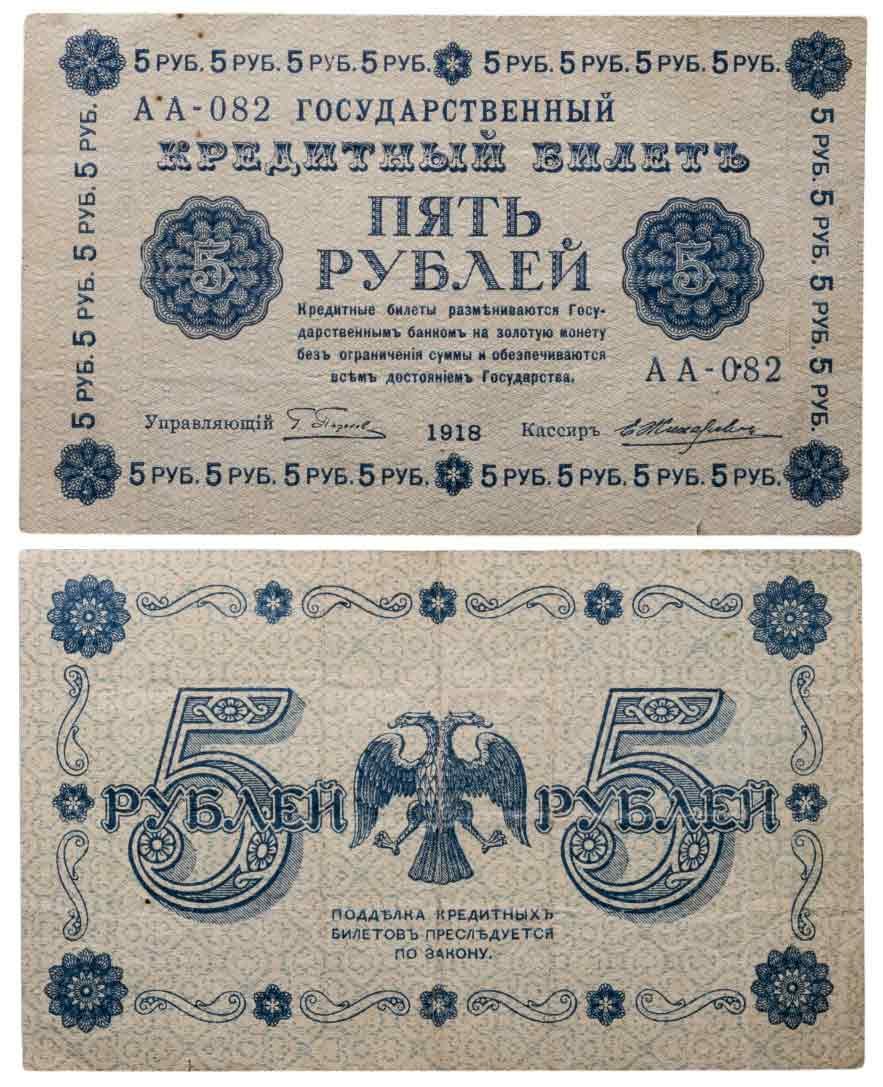 5 РУБ. 5 РУБ. 5 РУБ. 5 РУБ. 5 РУБ. 5 РУБ. 5 РУБ. 5 РУБ.
5 РУБ. 5 РУБ. 5 РУБ. 5 РУБ.
АА-082 ГОСУДАРСТВЕННЫЙ
КРЕДИТНЫЙ БИЛЕТЪ
ПЯТЬ
РУБЛЕЙ
5
5
Кредитные билеты размѣниваются Госу-
дарственнымъ банкомъ на золотую монету
безъ ограниченія суммы и обезпечиваются
всѣмъ достояніемъ Государства.
АА-082
Управляющій
1918
Кассиръ
5 РУБ. 5 РУБ. 5 РУБ. 5 РУБ.
5 РУБ. 5 РУБ. 5 РУБ. 5 РУБ. 5 РУБ. 5 РУБ. 5 РУБ. 5 РУБ.
5 РУБЛЕЙ
5 РУБЛЕЙ
ПОДДѢЛКА КРЕДИТНЫХЪ
БИЛЕТОВЪ ПРЕСЛѢДУЕТСЯ
ПО ЗАКОНУ.